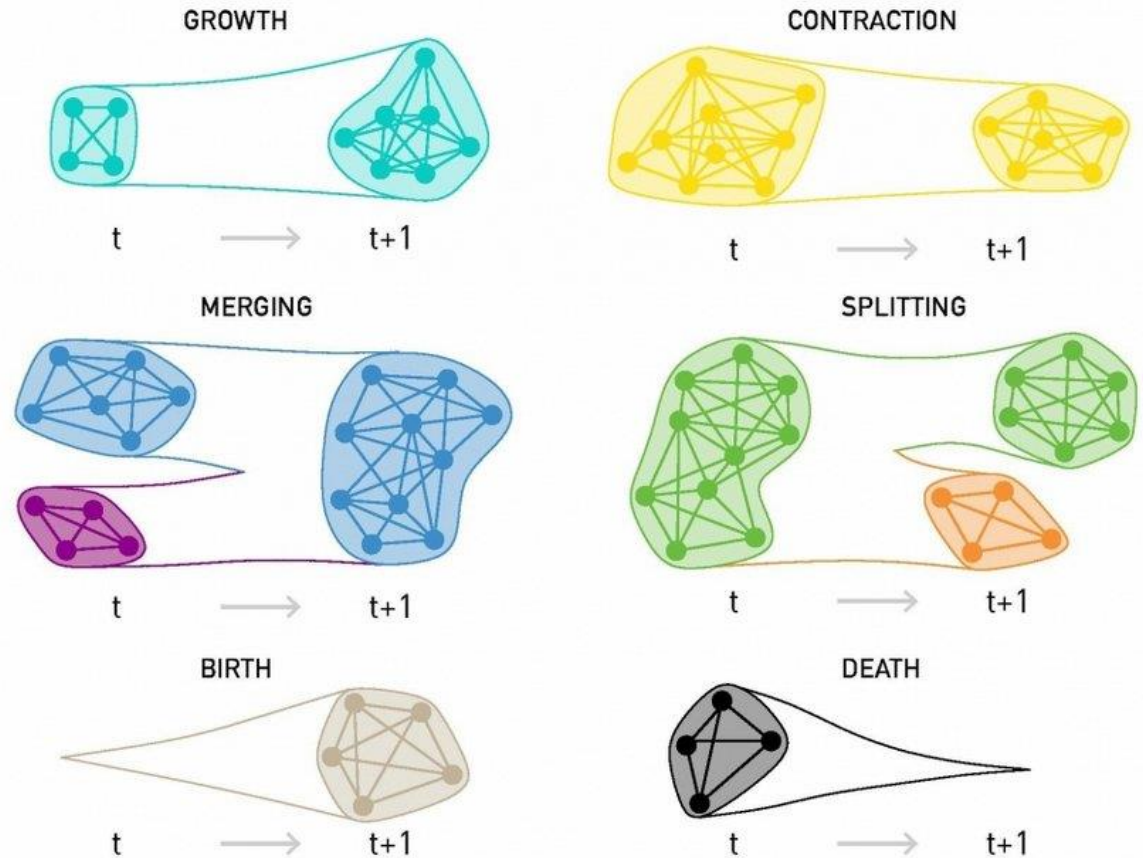 GROWTH
t
t+1
CONTRACTION
t
t+1
MERGING
t
t+1
SPLITTING
t
t+1
BIRTH
t
t+1
DEATH
t
t+1